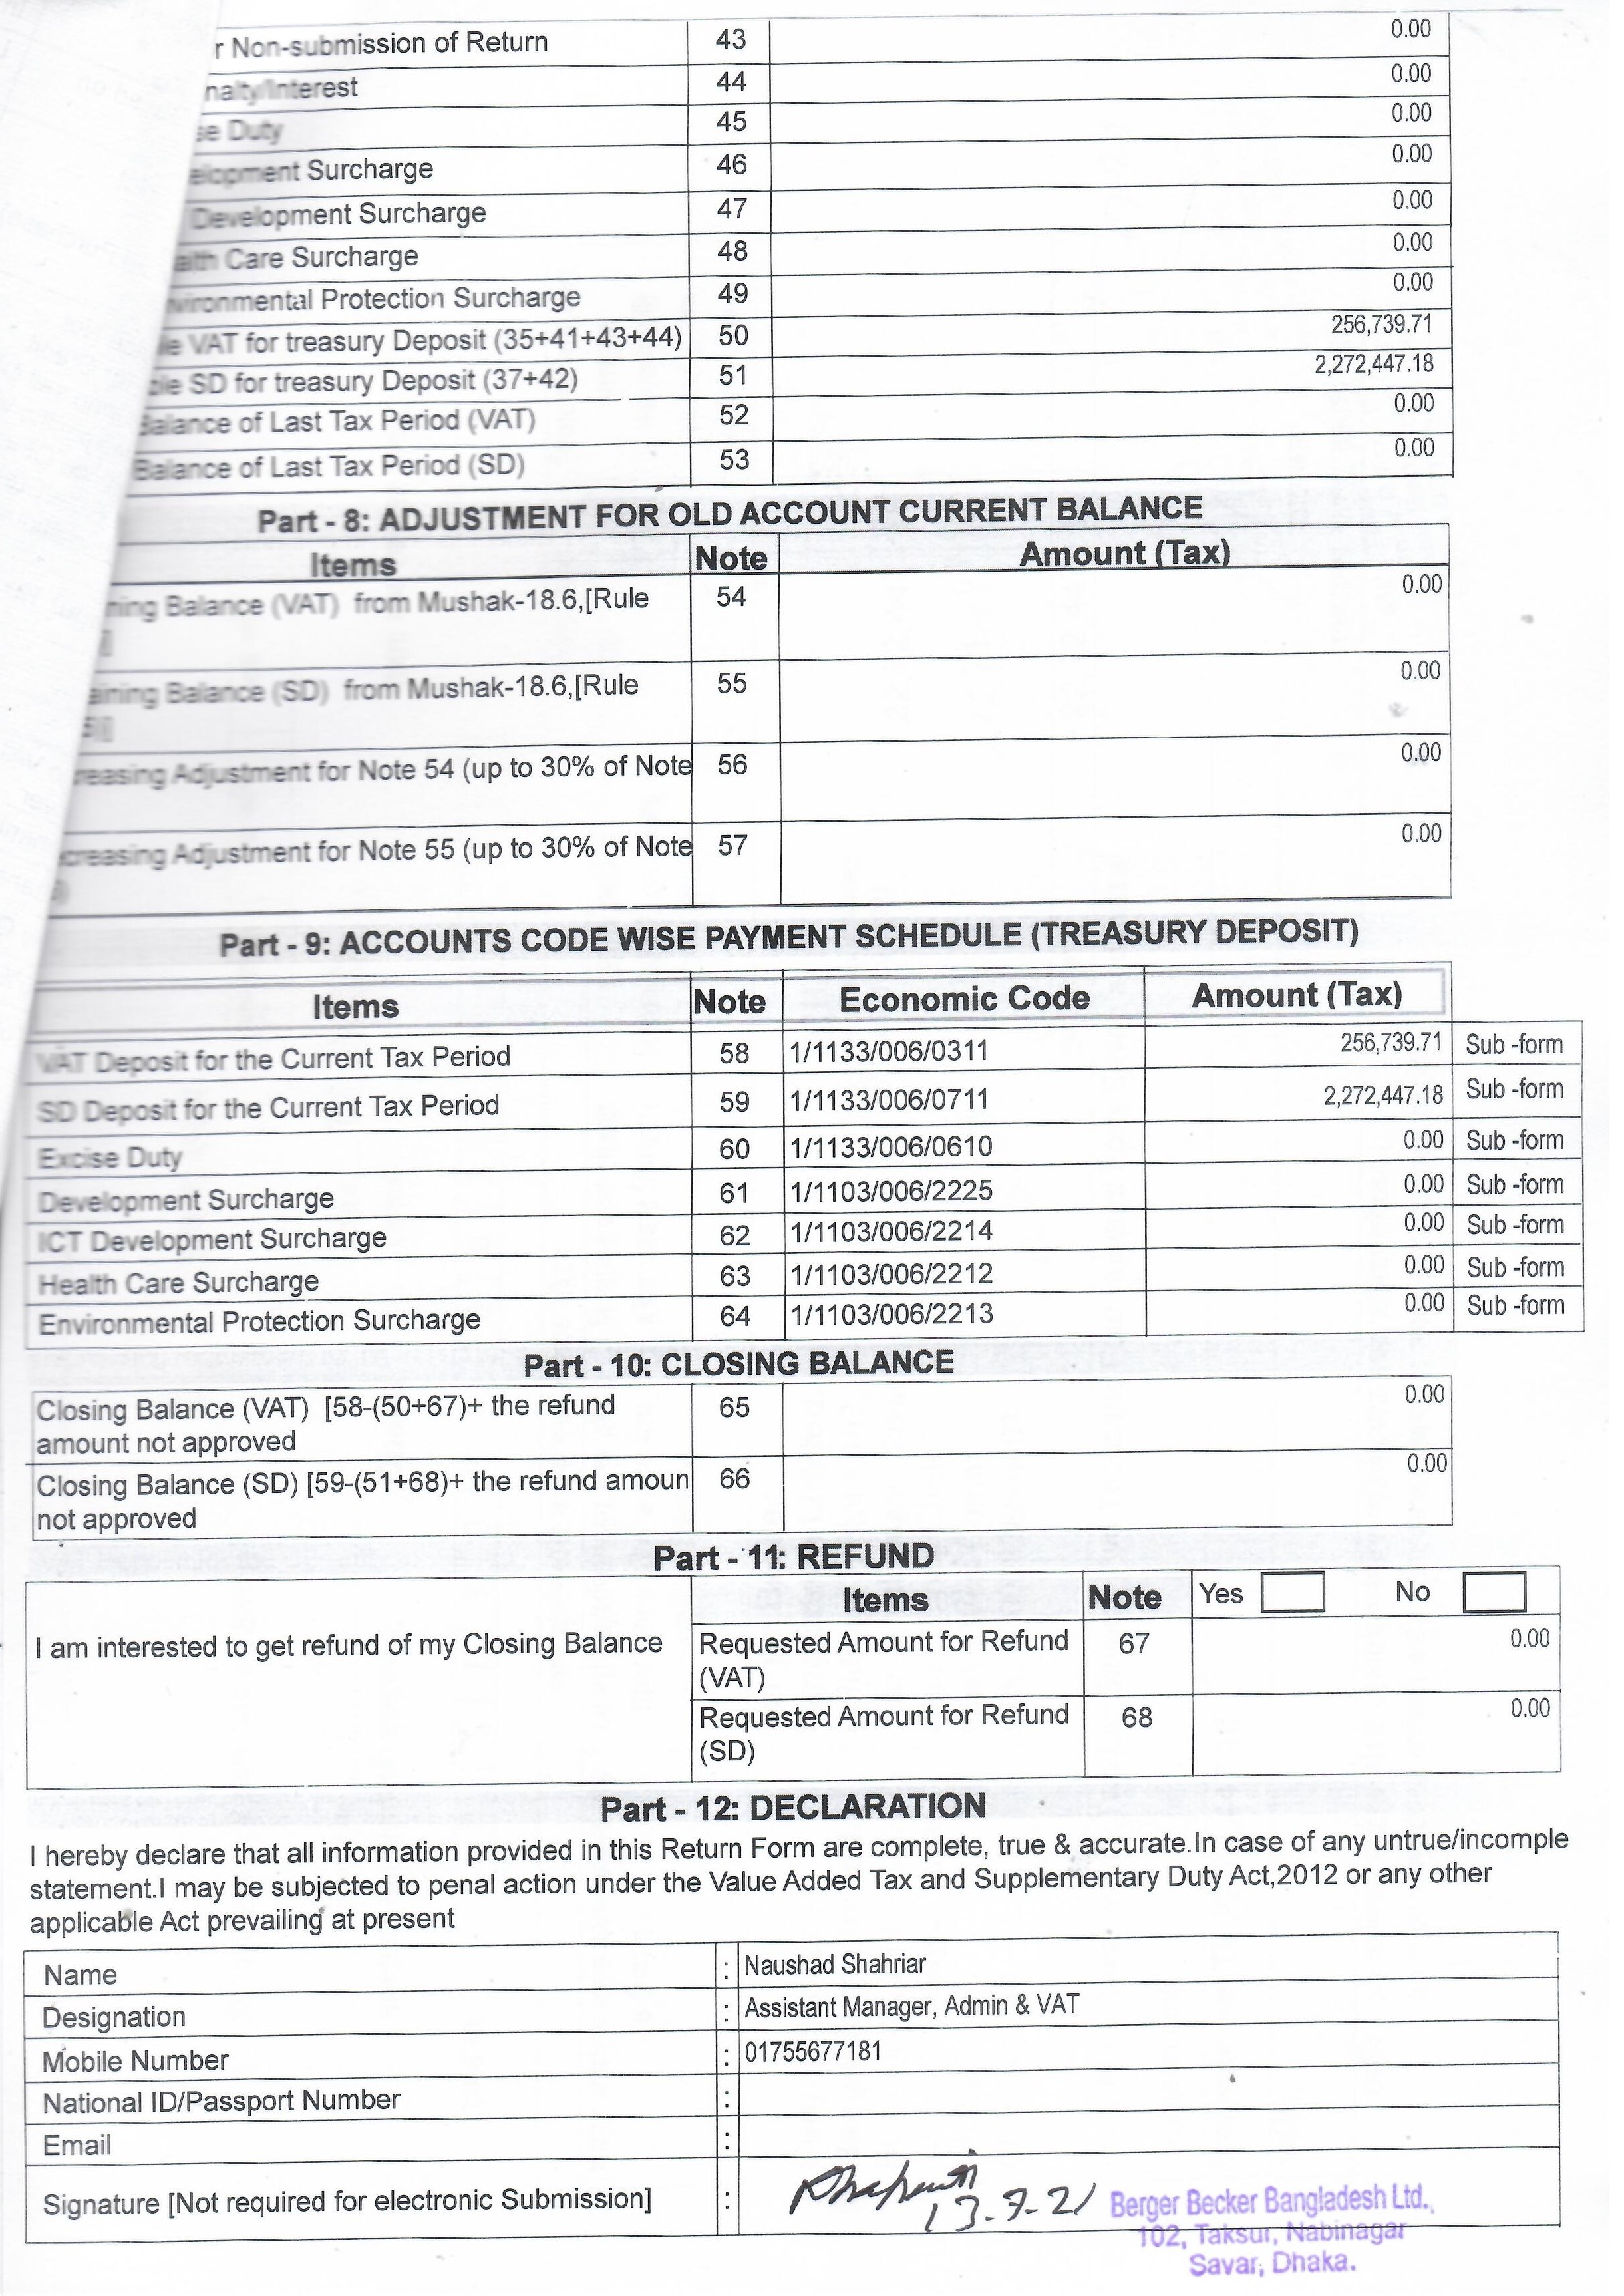 r Non-submission of Return 43 0.00
nalty/Interest 44 0.00
se Duty 45 0.00
elopment Surcharge 46 0.00
Development Surcharge 47 0.00
alth Care Surcharge 48 0.00
vironmental Protection Surcharge 49 0.00
le VAT for treasury Deposit (35+41+43+44) 50 256,739.71
ble SD for treasury Deposit (37+42) 51 2,272,447.18
Balance of Last Tax Period (VAT) 52 0.00
Balance of Last Tax Period (SD) 53 0.00
Part - 8: ADJUSTMENT FOR OLD ACCOUNT CURRENT BALANCE
Items Note Amount (Tax)
ning Balance (VAT) from Mushak-18.6,[Rule 54 0.00
]
aining Balance (SD) from Mushak-18.6,[Rule 55 0.00
]
reasing Adjustment for Note 54 (up to 30% of Note 56 0.00
creasing Adjustment for Note 55 (up to 30% of Note 57 0.00
)
Part - 9: ACCOUNTS CODE WISE PAYMENT SCHEDULE (TREASURY DEPOSIT)
Items Note Economic Code Amount (Tax)
VAT Deposit for the Current Tax Period 58 1/1133/006/0311 256,739.71 Sub -form
SD Deposit for the Current Tax Period 59 1/1133/006/0711 2,272,447.18 Sub -form
Excise Duty 60 1/1133/006/0610 0.00 Sub -form
Development Surcharge 61 1/1103/006/2225 0.00 Sub -form
ICT Development Surcharge 62 1/1103/006/2214 0.00 Sub -form
Health Care Surcharge 63 1/1103/006/2212 0.00 Sub -form
Environmental Protection Surcharge 64 1/1103/006/2213 0.00 Sub -form
Part - 10: CLOSING BALANCE
Closing Balance (VAT) [58-(50+67)+ the refund 65 0.00
amount not approved
Closing Balance (SD) [59-(51+68)+ the refund amoun 66 0.00
not approved
Part - 11: REFUND
Items Note Yes No
I am interested to get refund of my Closing Balance Requested Amount for Refund 67 0.00
(VAT)
Requested Amount for Refund 68 0.00
(SD)
Part - 12: DECLARATION
I hereby declare that all information provided in this Return Form are complete, true & accurate.In case of any untrue/incomple
statement.I may be subjected to penal action under the Value Added Tax and Supplementary Duty Act,2012 or any other
applicable Act prevailing at present
Name : Naushad Shahriar
Designation : Assistant Manager, Admin & VAT
Mobile Number : 01755677181
National ID/Passport Number :
Email :
Signature [Not required for electronic Submission] : 13-7-21
Berger Becker Bangladesh Ltd.
102, Taksur, Nabinagar
Savar, Dhaka.